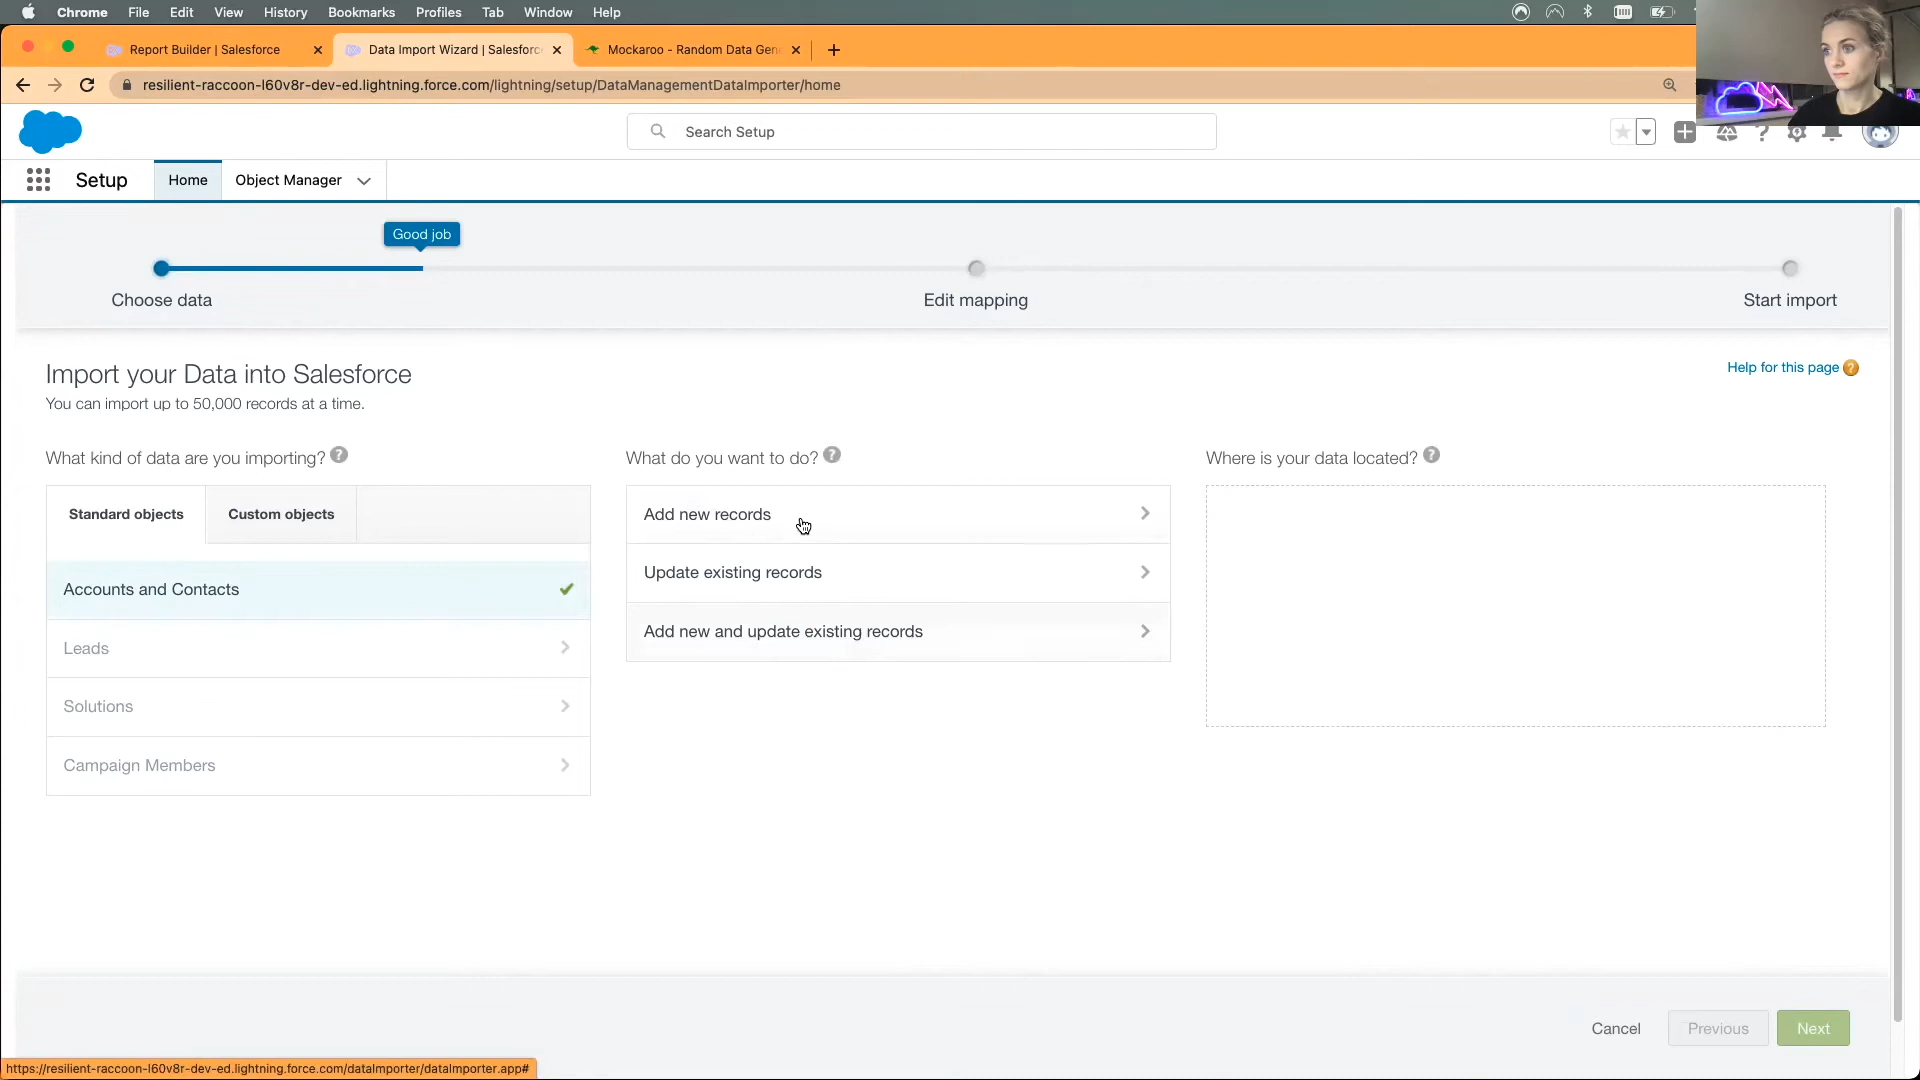 Chrome File Edit View History Bookmarks Profiles Tab Window Help
Report Builder | Salesforce
Data Import Wizard | Salesforc
Mockaroo - Random Data Gen
resilient-raccoon-l60v8r-dev-ed.lightning.force.com/lightning/setup/DataManagementDataImporter/home
Search Setup
Setup Home Object Manager
Good job
Choose data Edit mapping Start import
Import your Data into Salesforce
Help for this page ?
You can import up to 50,000 records at a time.
What kind of data are you importing? ?
Standard objects Custom objects
Accounts and Contacts
Leads
Solutions
Campaign Members
What do you want to do? ?
Add new records
Update existing records
Add new and update existing records
Where is your data located? ?
Cancel Previous Next
https://resilient-raccoon-l60v8r-dev-ed.lightning.force.com/dataImporter/dataImporter.app#